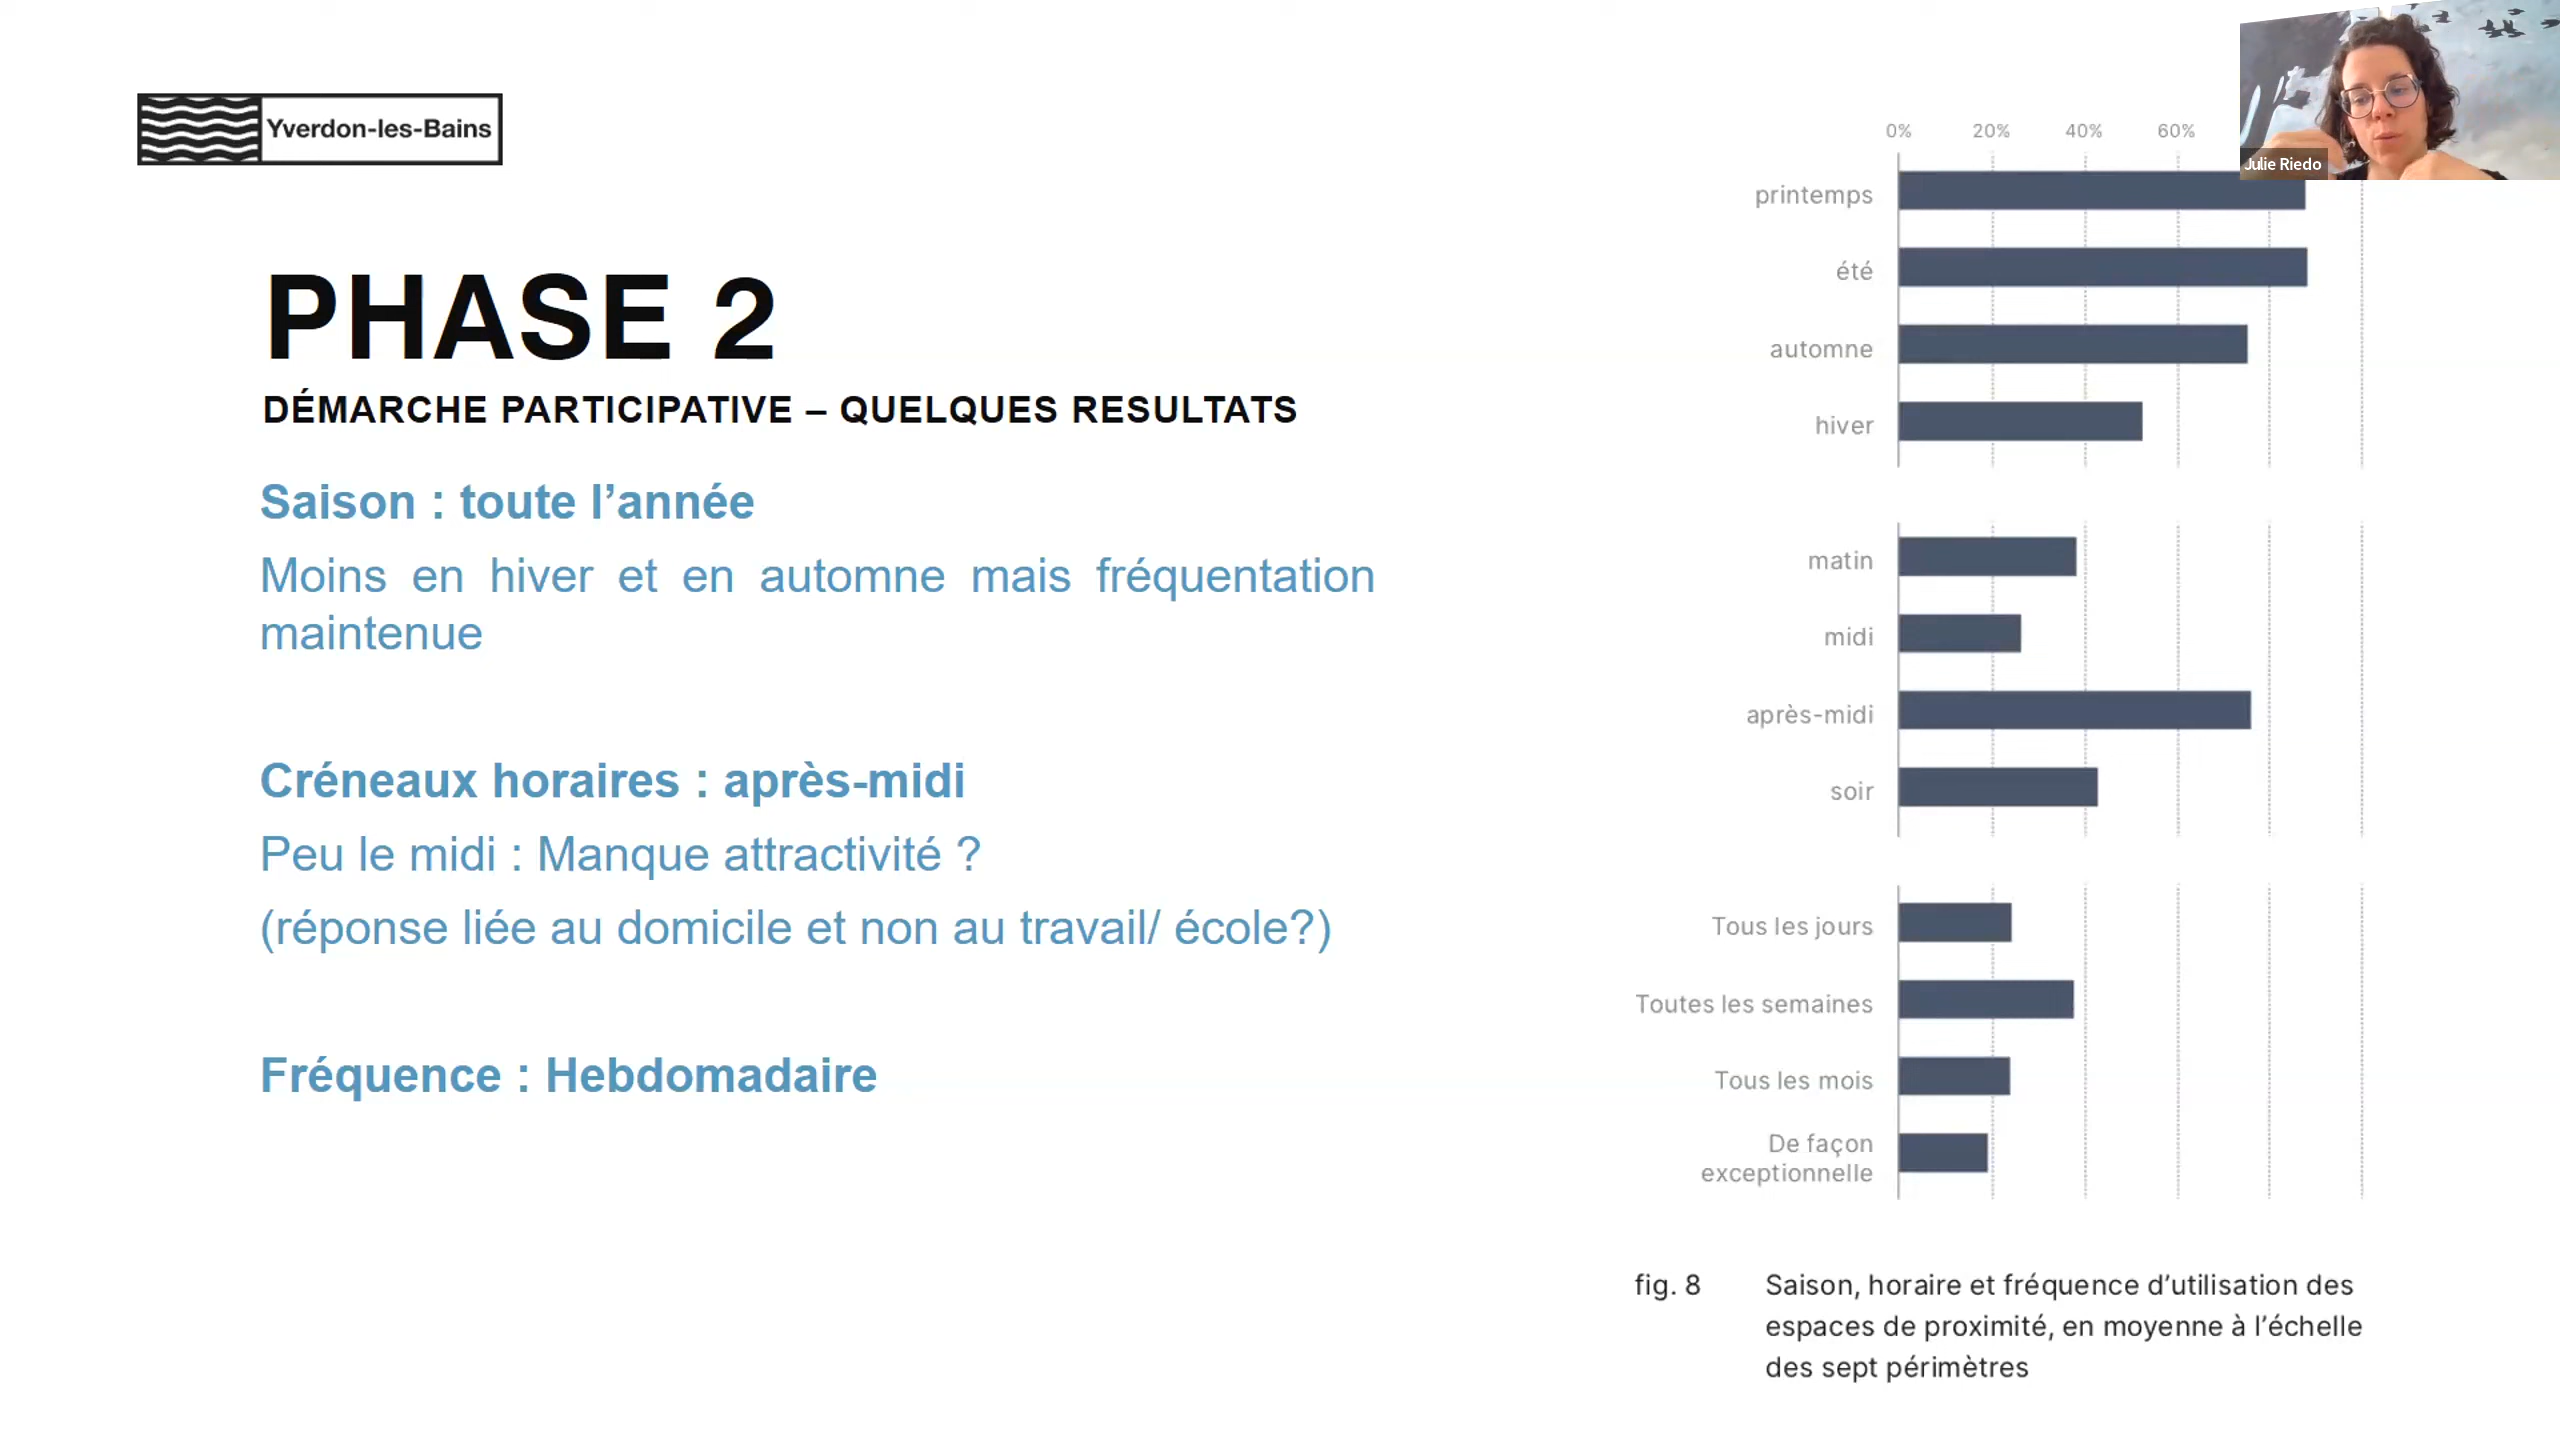 Yverdon-les-Bains
PHASE 2
DÉMARCHE PARTICIPATIVE – QUELQUES RESULTATS
Saison : toute l’année
Moins en hiver et en automne mais fréquentation
maintenue
Créneaux horaires : après-midi
Peu le midi : Manque attractivité ?
(réponse liée au domicile et non au travail/ école?)
Fréquence : Hebdomadaire
Julie Riedo
0% 20% 40% 60%
printemps
été
automne
hiver
matin
midi
après-midi
soir
Tous les jours
Toutes les semaines
Tous les mois
De façon
exceptionnelle
fig. 8 Saison, horaire et fréquence d’utilisation des
espaces de proximité, en moyenne à l’échelle
des sept périmètres